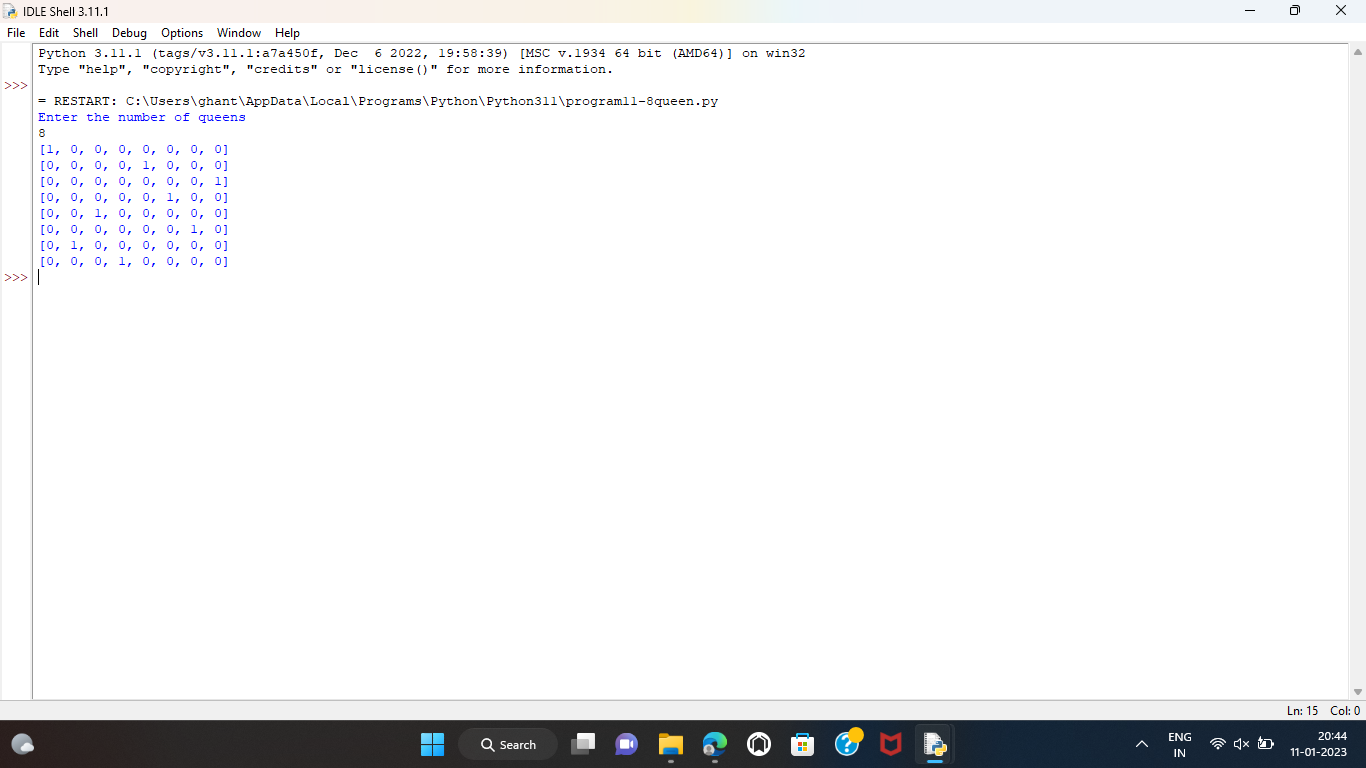 IDLE Shell 3.11.1
File Edit Shell Debug Options Window Help
Python 3.11.1 (tags/v3.11.1:a7a450f, Dec  6 2022, 19:58:39) [MSC v.1934 64 bit (AMD64)] on win32
Type "help", "copyright", "credits" or "license()" for more information.
>>>
= RESTART: C:\Users\ghant\AppData\Local\Programs\Python\Python311\program11-8queen.py
Enter the number of queens
8
[1, 0, 0, 0, 0, 0, 0, 0]
[0, 0, 0, 0, 1, 0, 0, 0]
[0, 0, 0, 0, 0, 0, 0, 1]
[0, 0, 0, 0, 0, 1, 0, 0]
[0, 0, 1, 0, 0, 0, 0, 0]
[0, 0, 0, 0, 0, 0, 1, 0]
[0, 1, 0, 0, 0, 0, 0, 0]
[0, 0, 0, 1, 0, 0, 0, 0]
>>>
Ln: 15 Col: 0
Search
ENG
IN
20:44
11-01-2023